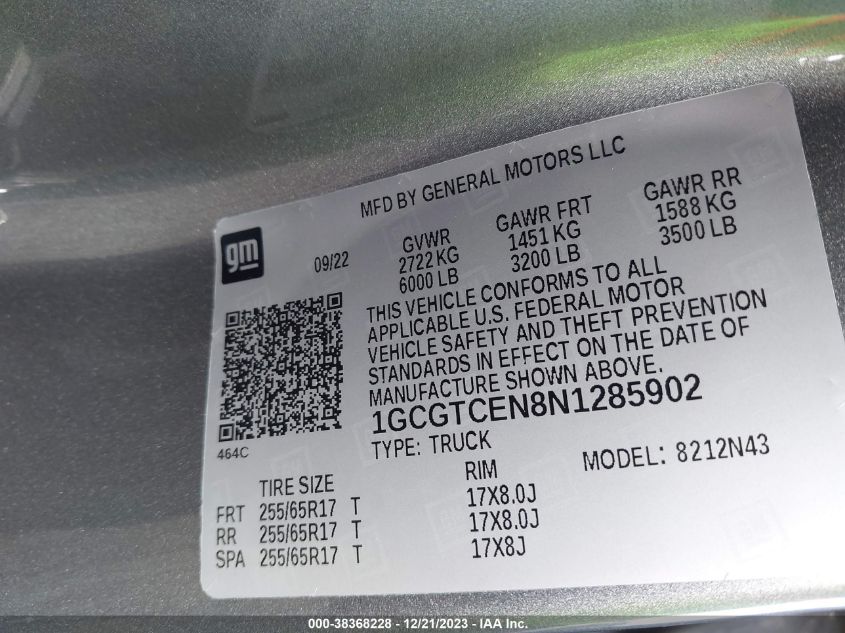 MFD BY GENERAL MOTORS LLC
gm
09/22
GVWR GAWR FRT GAWR RR
2722 KG 1451 KG 1588 KG
6000 LB 3200 LB 3500 LB
THIS VEHICLE CONFORMS TO ALL
APPLICABLE U.S. FEDERAL MOTOR
VEHICLE SAFETY AND THEFT PREVENTION
STANDARDS IN EFFECT ON THE DATE OF
MANUFACTURE SHOWN ABOVE.
1GCGTCEN8N1285902
464C
TYPE: TRUCK MODEL: 8212N43
TIRE SIZE RIM
FRT 255/65R17 T 17X8.0J
RR 255/65R17 T 17X8.0J
SPA 255/65R17 T 17X8J
000-38368228 - 12/21/2023 - IAA Inc.